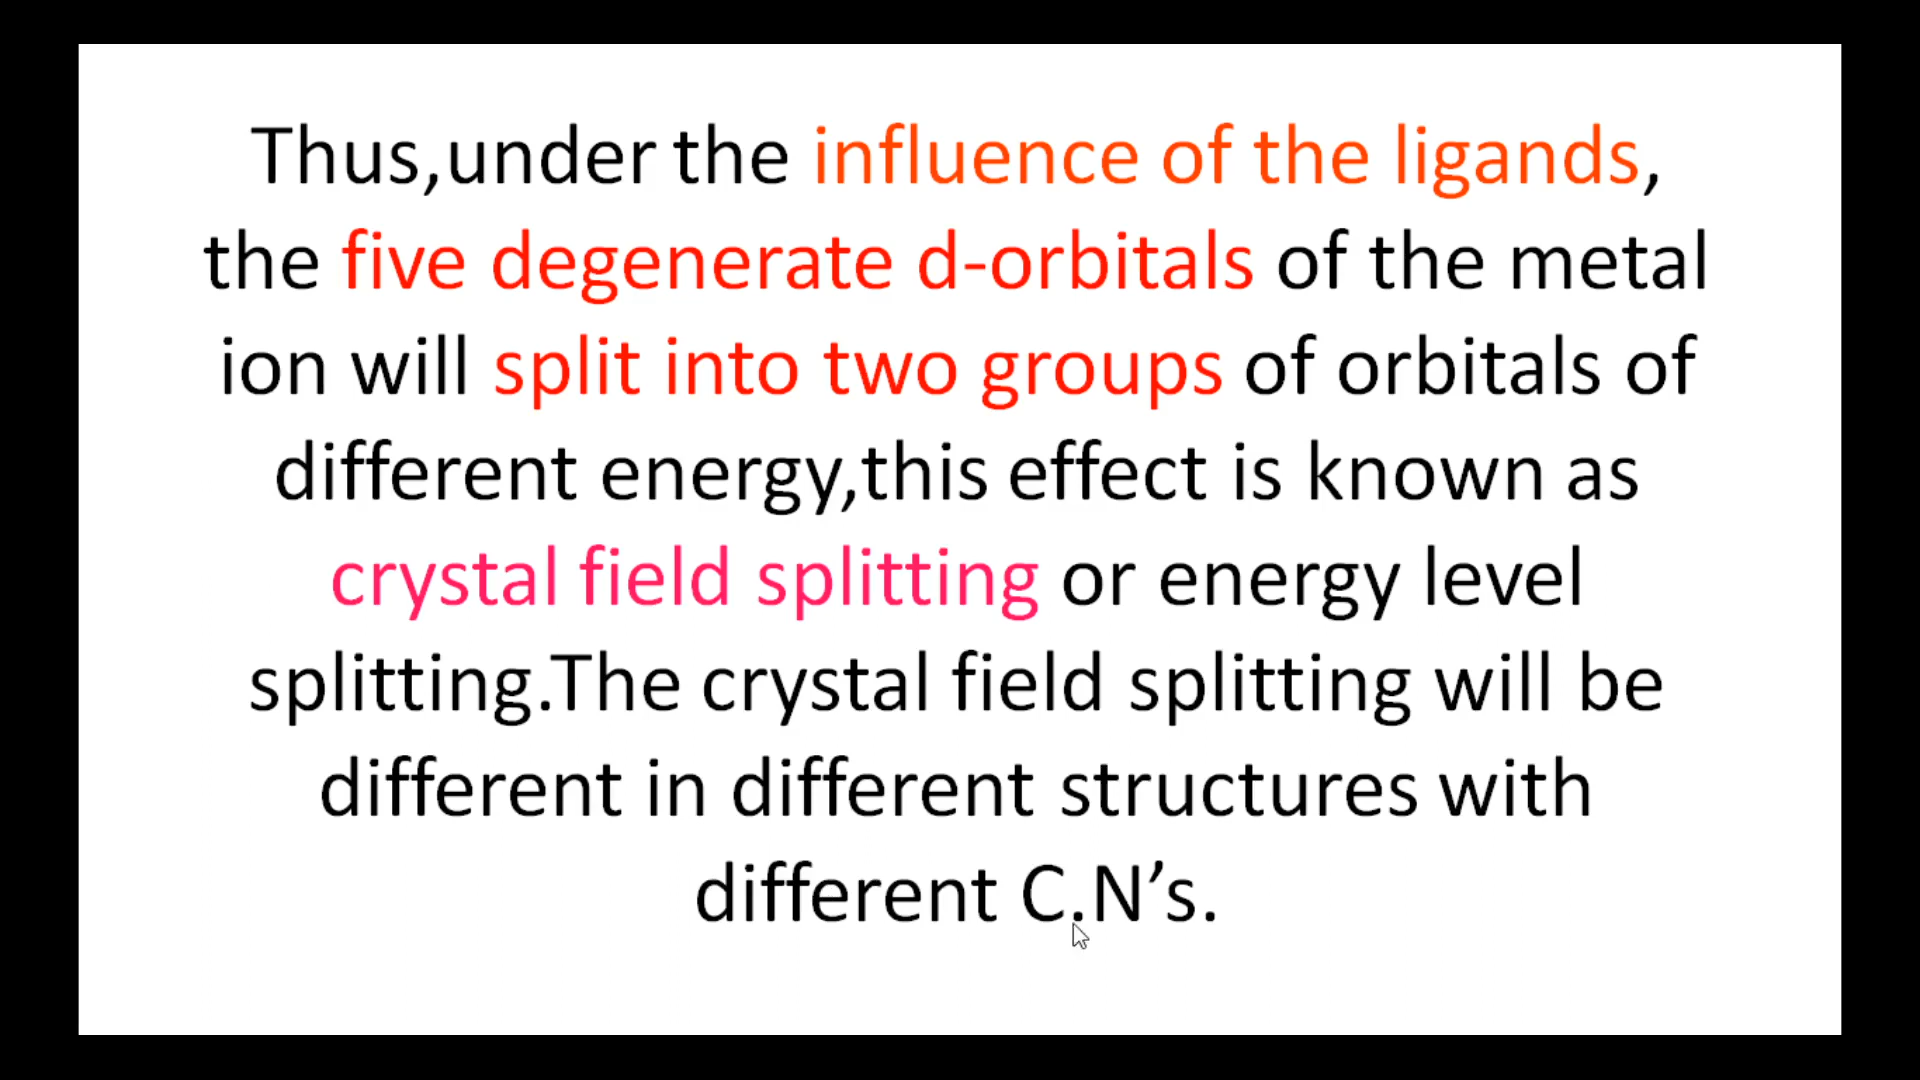 Thus,under the influence of the ligands,
the five degenerate d-orbitals of the metal
ion will split into two groups of orbitals of
different energy,this effect is known as
crystal field splitting or energy level
splitting.The crystal field splitting will be
different in different structures with
different C.N’s.